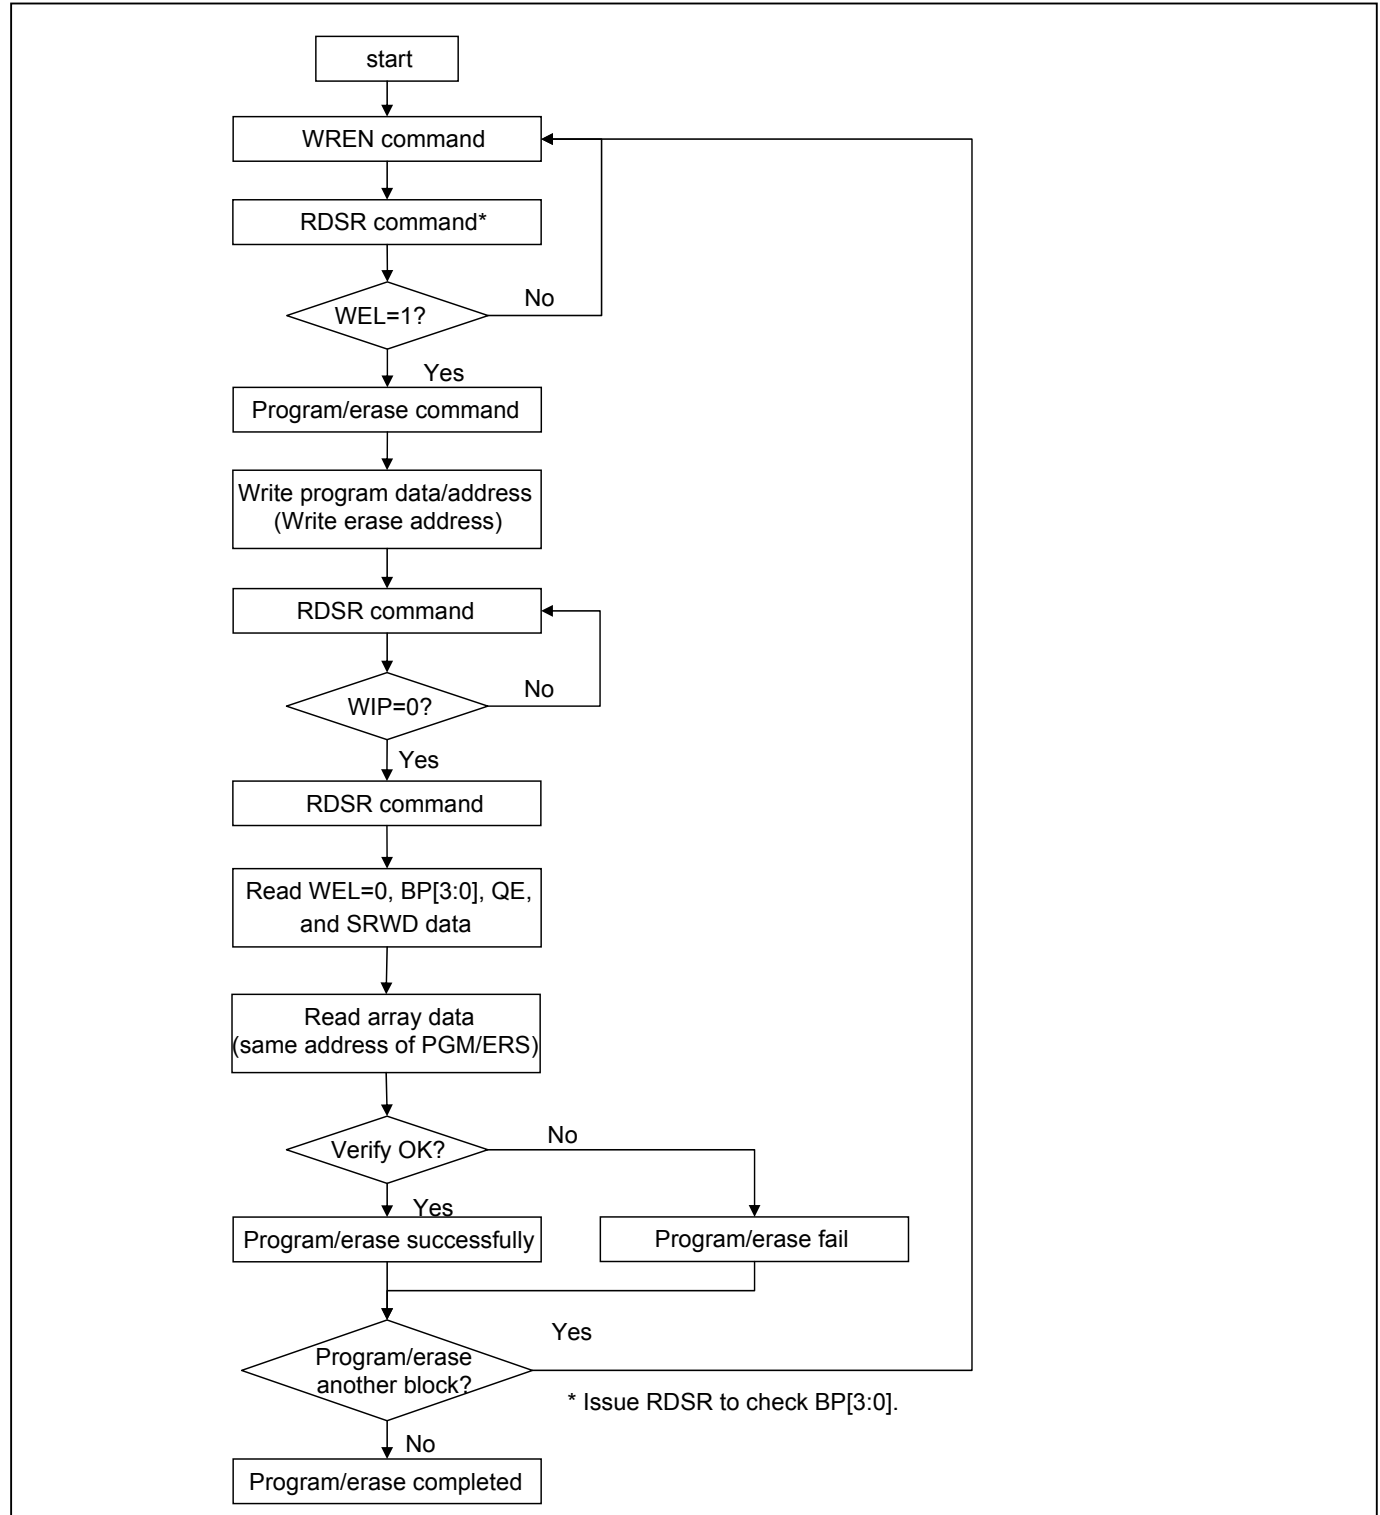 start
WREN command
RDSR command*
WEL=1?
No
Yes
Program/erase command
Write program data/address
(Write erase address)
RDSR command
WIP=0?
No
Yes
RDSR command
Read WEL=0, BP[3:0], QE,
and SRWD data
Read array data
(same address of PGM/ERS)
Verify OK?
No
Yes
Program/erase successfully
Program/erase fail
Yes
Program/erase
another block?
* Issue RDSR to check BP[3:0].
No
Program/erase completed